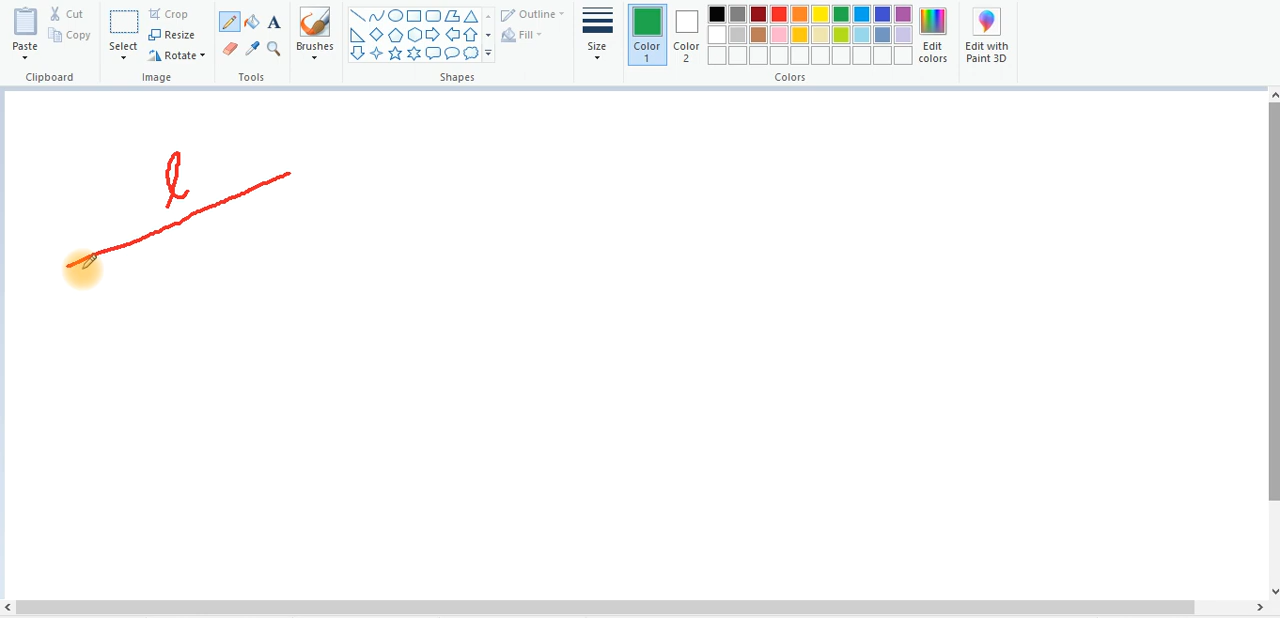 Paste
Cut
Copy
Clipboard
Select
Crop
Resize
Rotate
Image
A
Tools
Brushes
Shapes
Outline
Fill
Size
Color
1
Color
2
Colors
Edit
colors
Edit with
Paint 3D
l